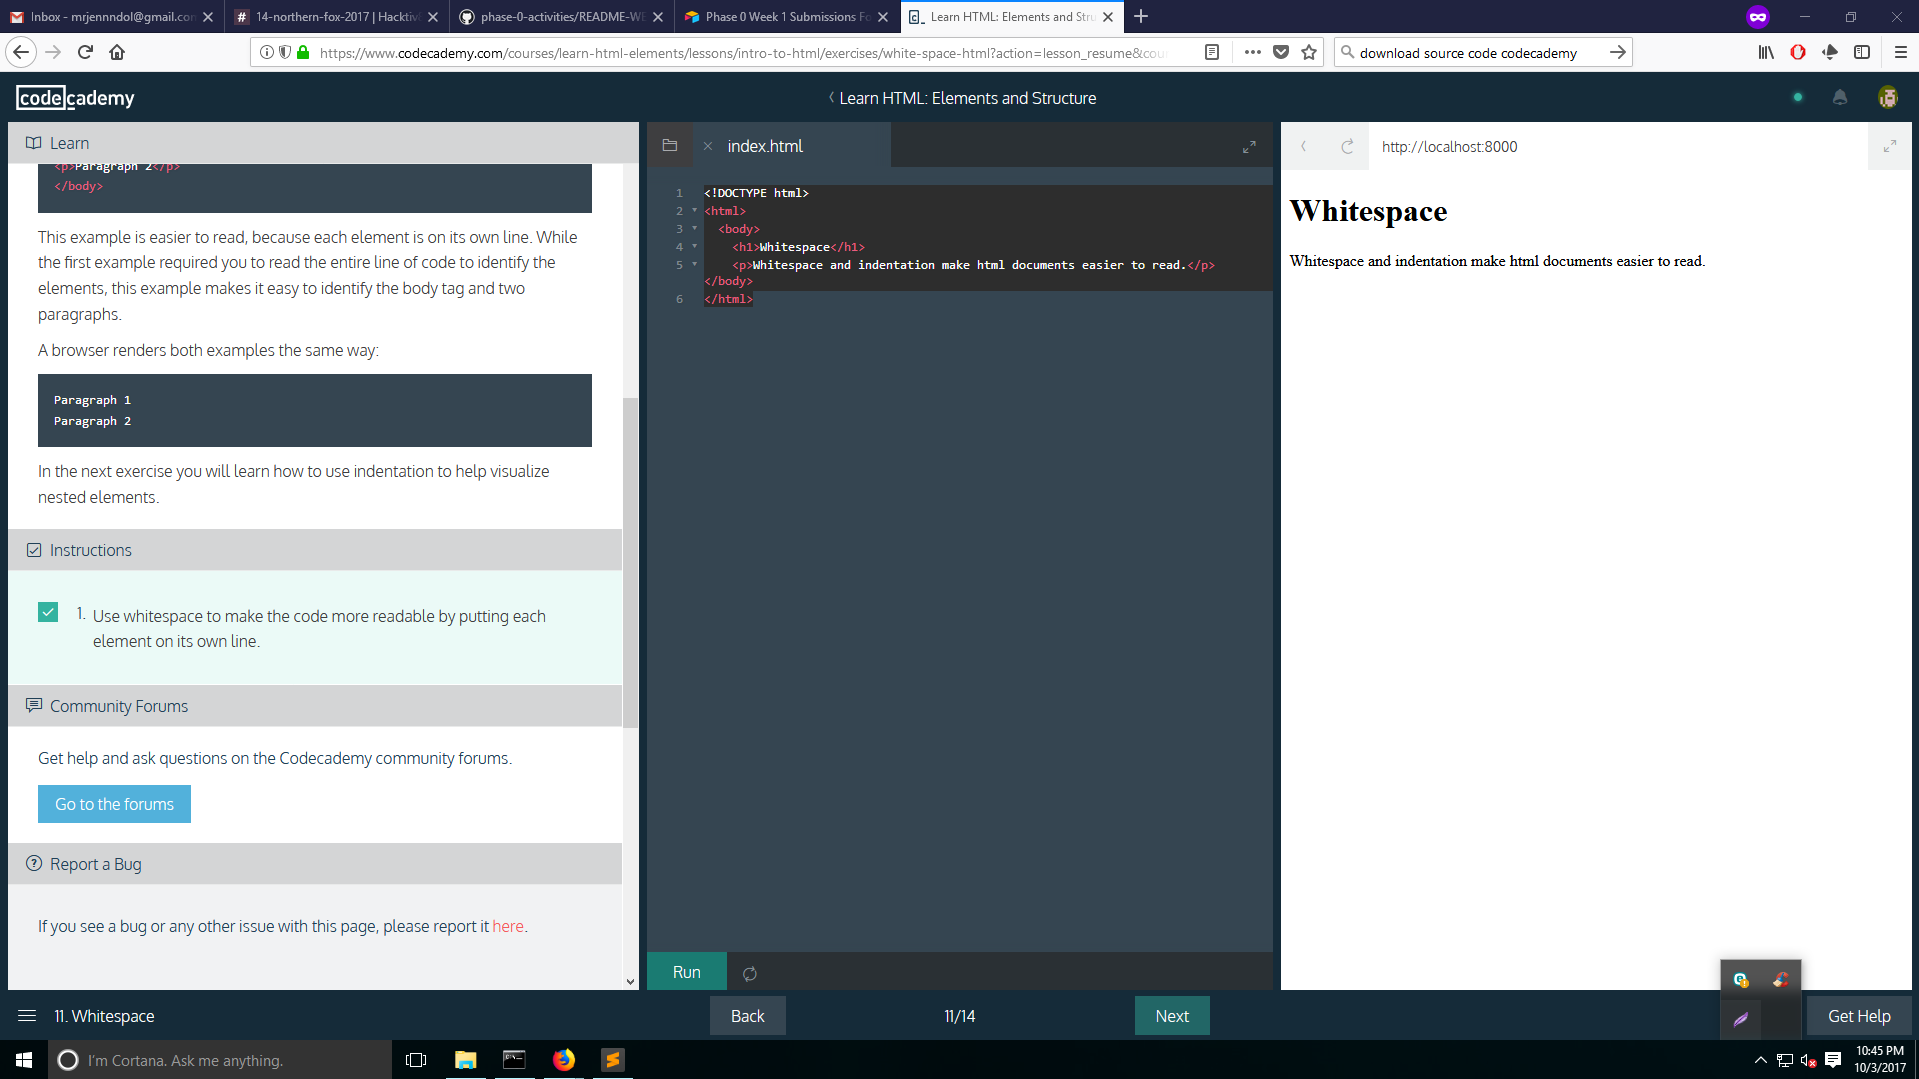 Inbox - mrjennndol@gmail.con
# 14-northern-fox-2017 | Hacktiv
phase-0-activities/README-WE
Phase 0 Week 1 Submissions Fo
Learn HTML: Elements and Stru
https://www.codecademy.com/courses/learn-html-elements/lessons/intro-to-html/exercises/white-space-html?action=lesson_resume&cou
download source code codecademy
codecademy
Learn HTML: Elements and Structure
Learn
<p>Paragraph 2</p>
</body>
This example is easier to read, because each element is on its own line. While
the first example required you to read the entire line of code to identify the
elements, this example makes it easy to identify the body tag and two
paragraphs.
A browser renders both examples the same way:
Paragraph 1
Paragraph 2
In the next exercise you will learn how to use indentation to help visualize
nested elements.
Instructions
1. Use whitespace to make the code more readable by putting each
element on its own line.
Community Forums
Get help and ask questions on the Codecademy community forums.
Go to the forums
Report a Bug
If you see a bug or any other issue with this page, please report it here.
index.html
1 <!DOCTYPE html>
2 <html>
3 <body>
4 <h1>Whitespace</h1>
5 <p>Whitespace and indentation make html documents easier to read.</p>
</body>
6 </html>
Run
http://localhost:8000
Whitespace
Whitespace and indentation make html documents easier to read.
11. Whitespace
Back
11/14
Next
Get Help
I'm Cortana. Ask me anything.
10:45 PM
10/3/2017